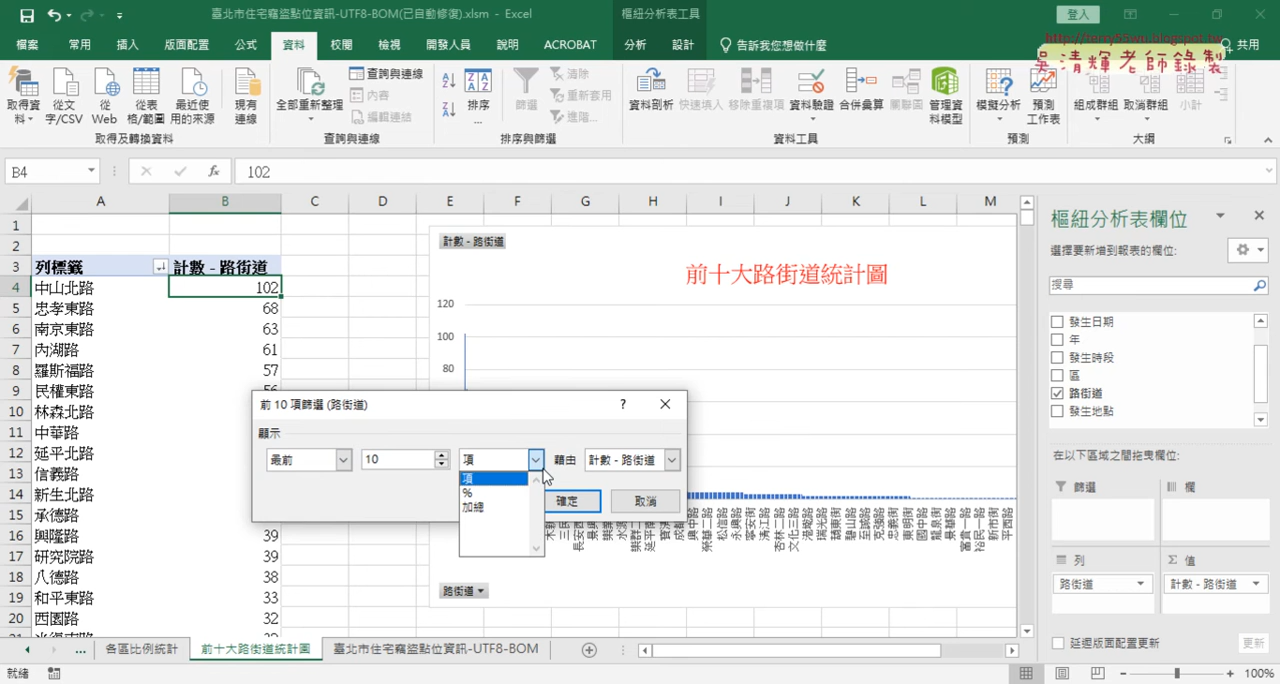 臺北市住宅竊盜點位資訊-UTF8-BOM(已自動修復).xlsm - Excel
樞紐分析表工具
登入
檔案 常用 插入 版面配置 公式 資料 校閱 檢視 開發人員 說明 ACROBAT 分析 設計 告訴我您想做什麼 共用
http://terry55wu.blogspot.tw
吳清輝老師錄製
取得資料 從文字/CSV 從 Web 從表格/範圍 最近使用的來源 現有連線
取得及轉換資料
全部重新整理 查詢與連線 內容 編輯連結
查詢與連線
排序... 篩選 清除 重新套用 進階...
排序與篩選
資料剖析 快速填入 移除重複項 資料驗證 合併彙算 關聯圖 管理資料模型
資料工具
模擬分析 預測工作表
預測
組成群組 取消群組 小計
大綱
B4 fx 102
A B C D E F G H I J K L M
1
2
3 列標籤 計數 - 路街道
4 中山北路 102
5 忠孝東路 68
6 南京東路 63
7 內湖路 61
8 羅斯福路 57
9 民權東路 56
10 林森北路
11 中華路
12 延平北路
13 信義路
14 新生北路
15 承德路
16 興隆路 39
17 研究院路 39
18 八德路 38
19 和平東路 33
20 西園路 32
計數 - 路街道
前十大路街道統計圖
120
100
80
路街道
前 10 項篩選 (路街道) ? ×
顯示
最前 10 項 藉由 計數 - 路街道
項
%
加總
確定 取消
樞紐分析表欄位
選擇要新增到報表的欄位:
搜尋
發生日期
年
發生時段
區
路街道
發生地點
在以下區域之間拖曳欄位:
篩選 欄
列 Σ 值
路街道 計數 - 路街道
延遲版面配置更新 更新
... 各區比例統計 前十大路街道統計圖 臺北市住宅竊盜點位資訊-UTF8-BOM
就緒 100%